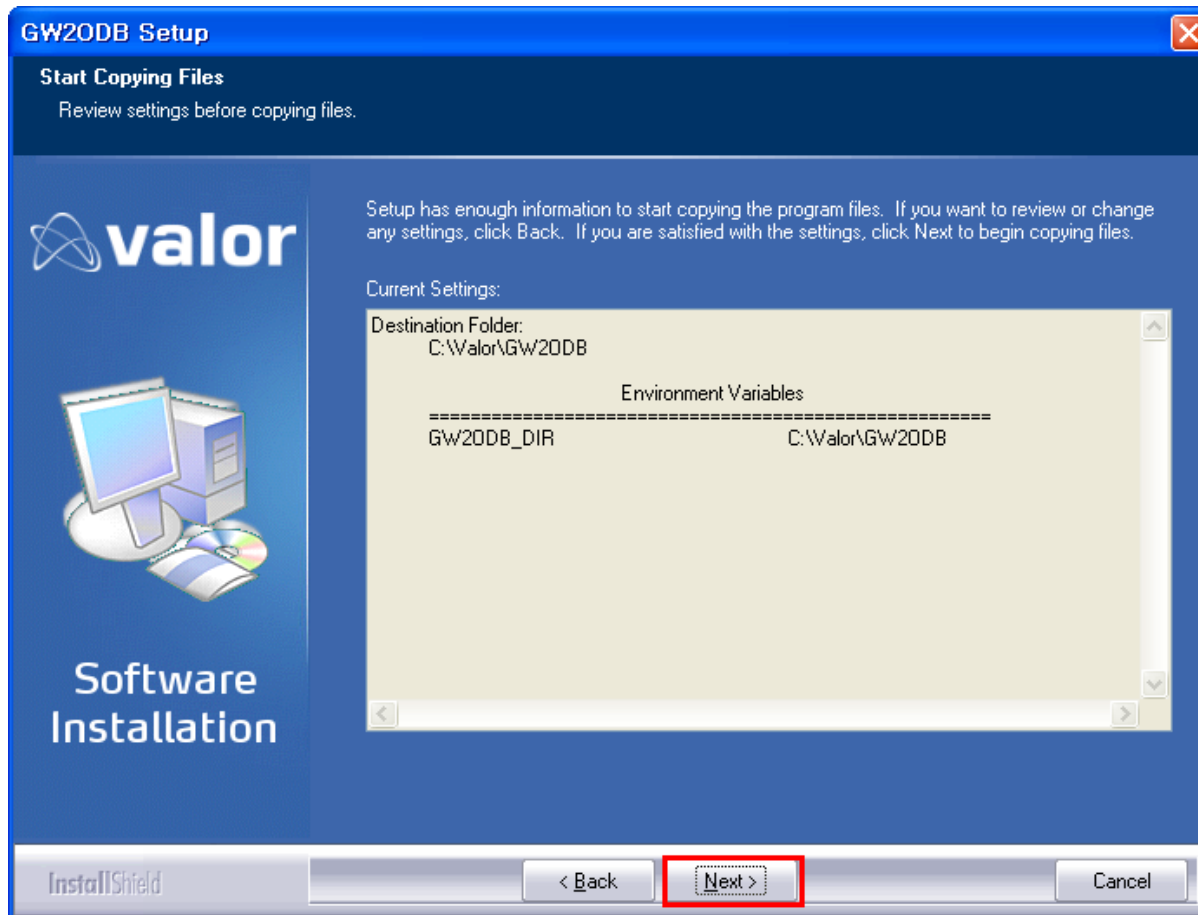 GW2ODB Setup
Start Copying Files
Review settings before copying files.
valor
Setup has enough information to start copying the program files. If you want to review or change
any settings, click Back. If you are satisfied with the settings, click Next to begin copying files.
Current Settings:
Destination Folder:
C:\Valor\GW2ODB
Environment Variables
======================================================
GW2ODB_DIR C:\Valor\GW2ODB
Software
Installation
InstallShield
< Back
Next >
Cancel